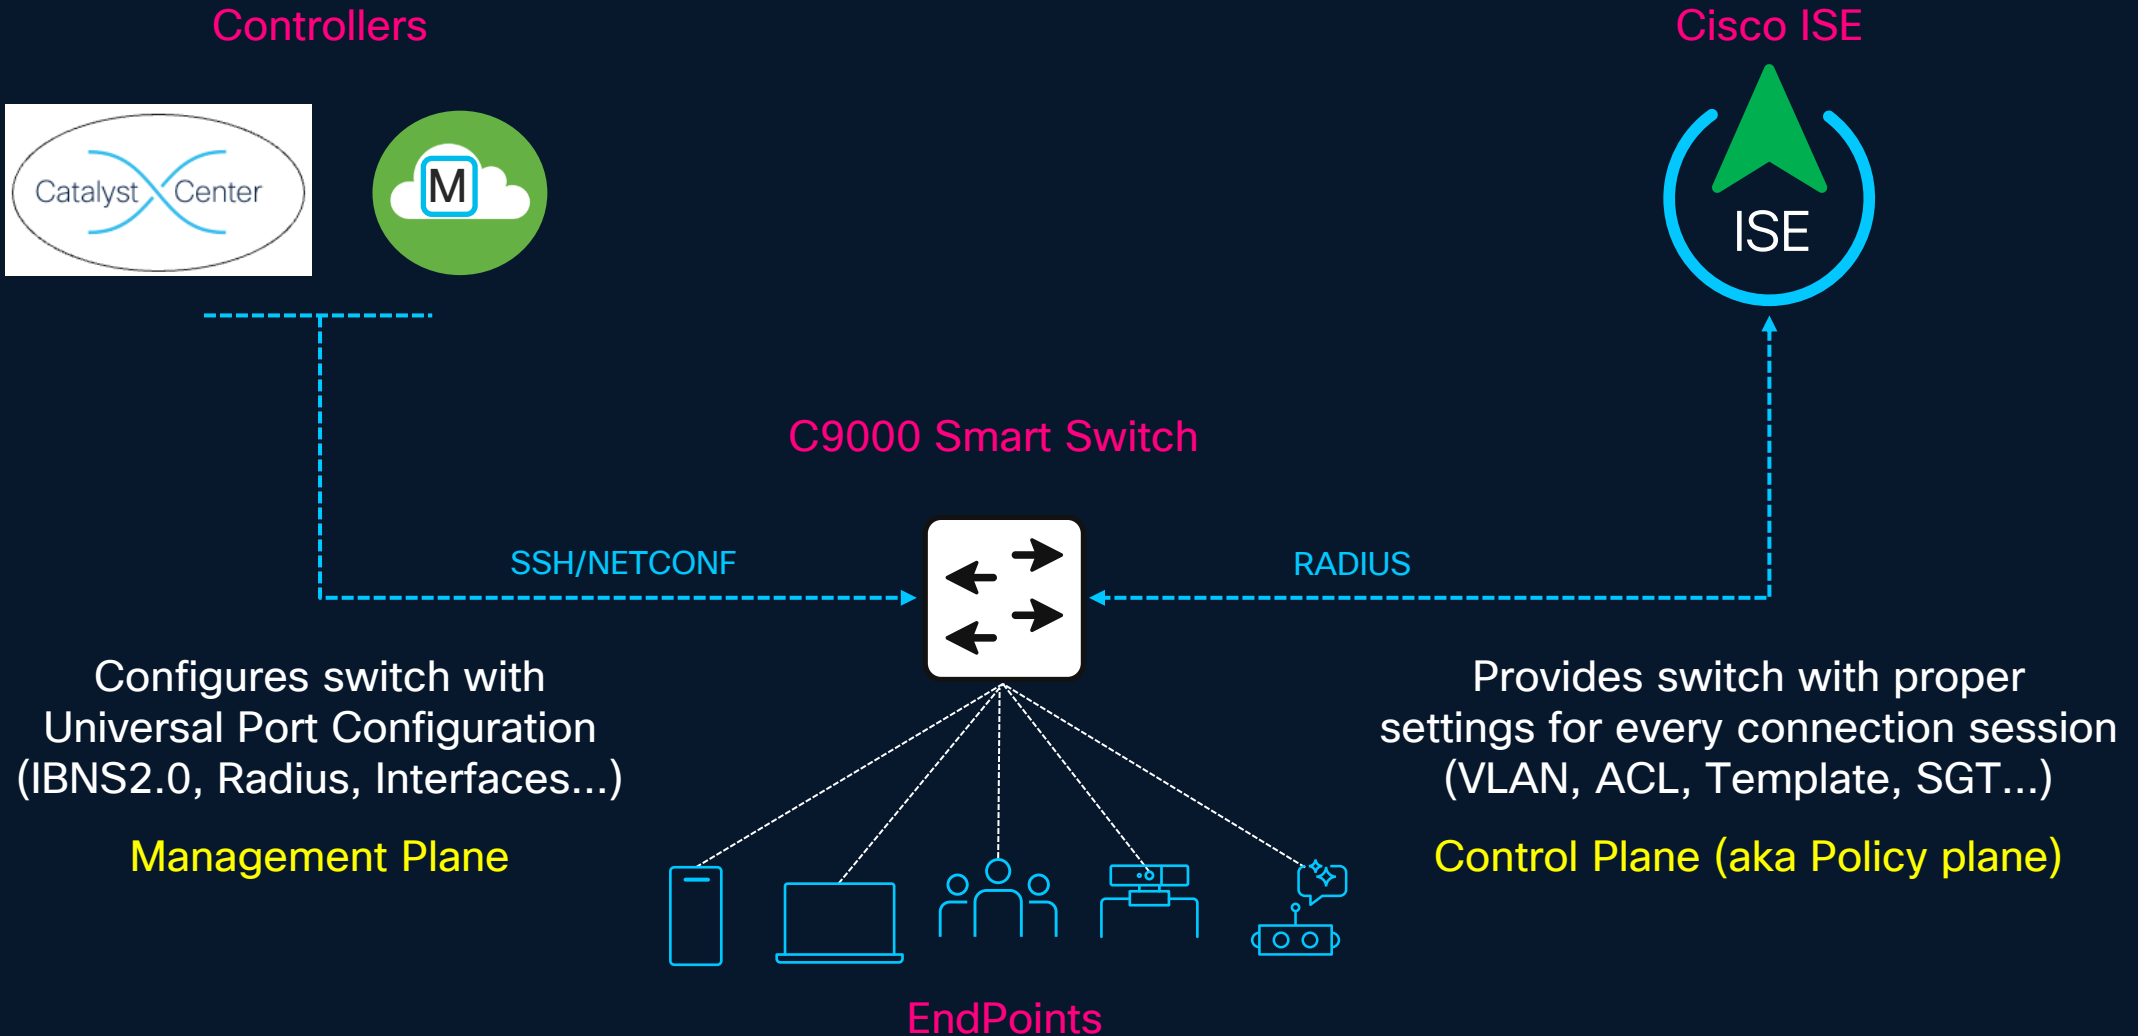 Controllers
Cisco ISE
Catalyst Center
M
ISE
C9000 Smart Switch
SSH/NETCONF
RADIUS
Configures switch with
Universal Port Configuration
(IBNS2.0, Radius, Interfaces...)
Management Plane
Provides switch with proper
settings for every connection session
(VLAN, ACL, Template, SGT...)
Control Plane (aka Policy plane)
EndPoints